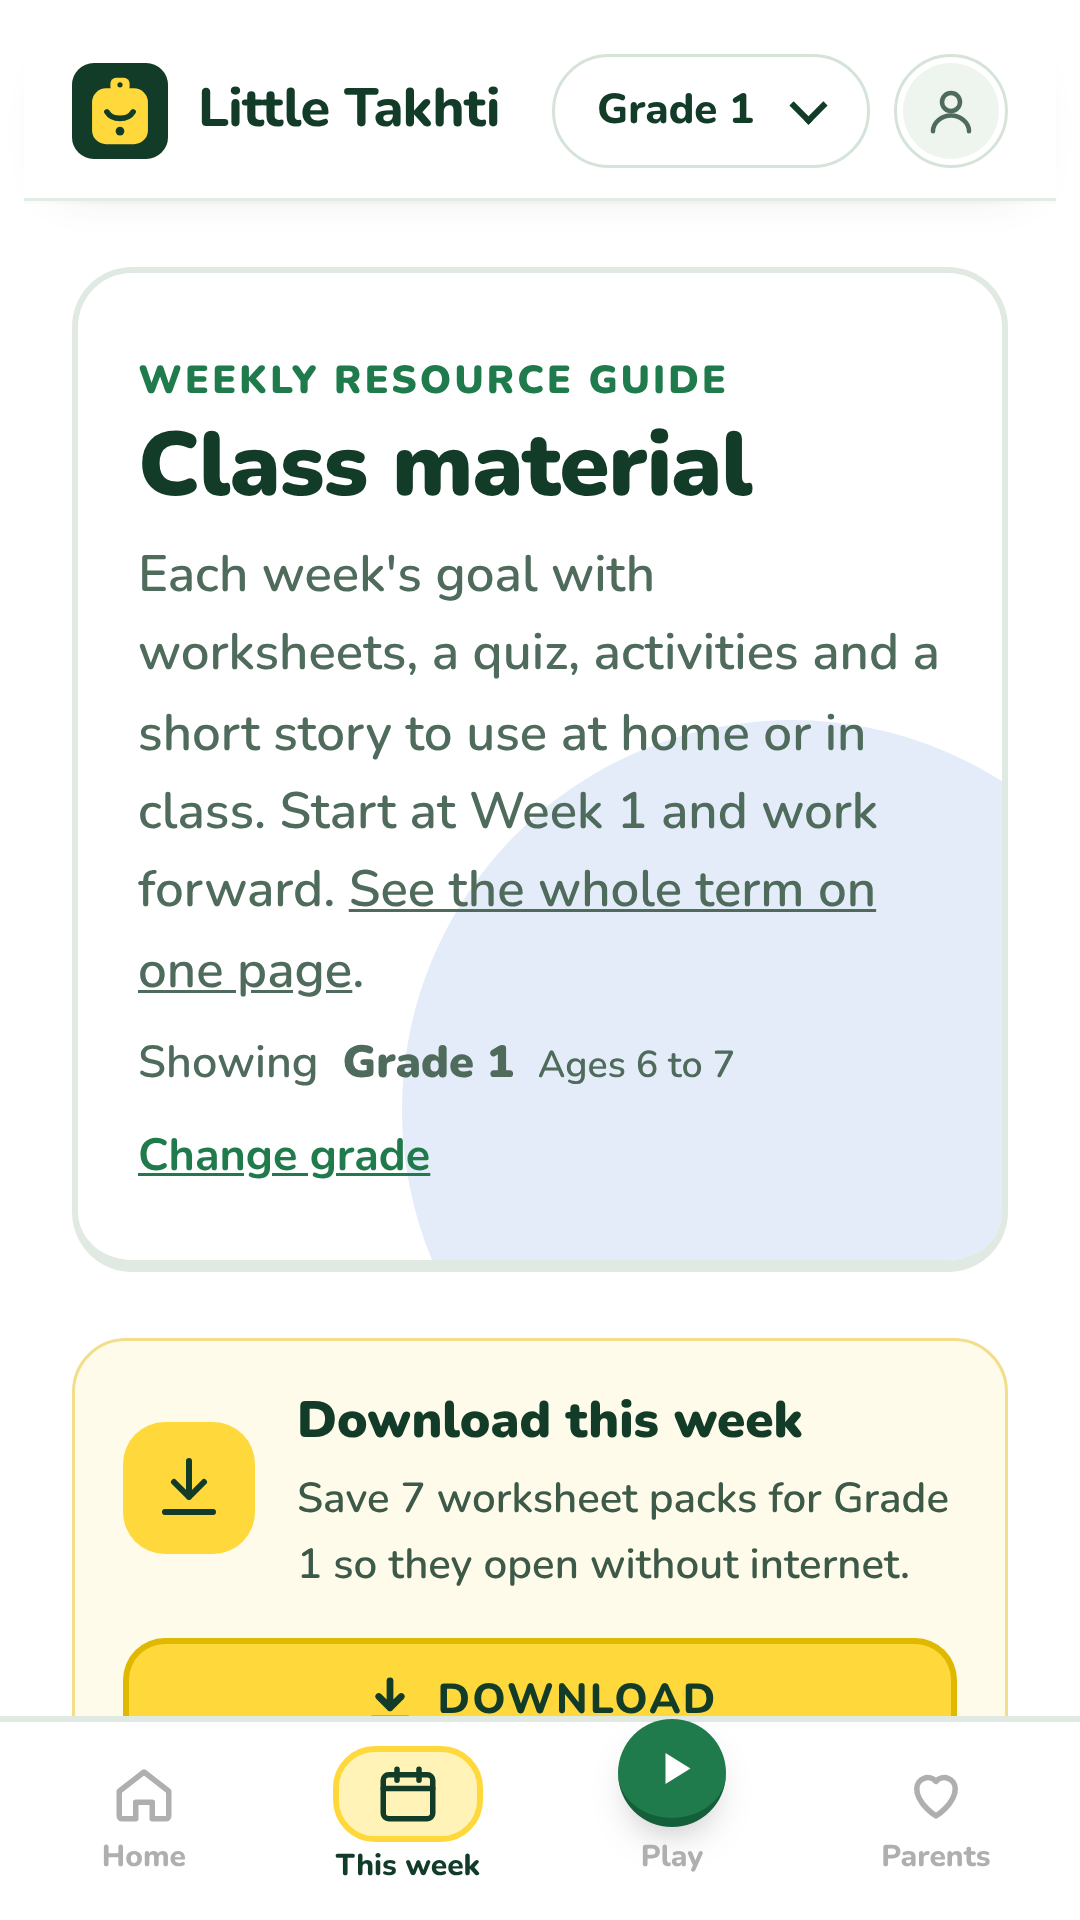 Little Takhti
Grade 1
WEEKLY RESOURCE GUIDE
Class material
Each week's goal with
worksheets, a quiz, activities and a
short story to use at home or in
class. Start at Week 1 and work
forward. See the whole term on
one page.
Showing Grade 1 Ages 6 to 7
Change grade
Download this week
Save 7 worksheet packs for Grade
1 so they open without internet.
DOWNLOAD
Home
This week
Play
Parents